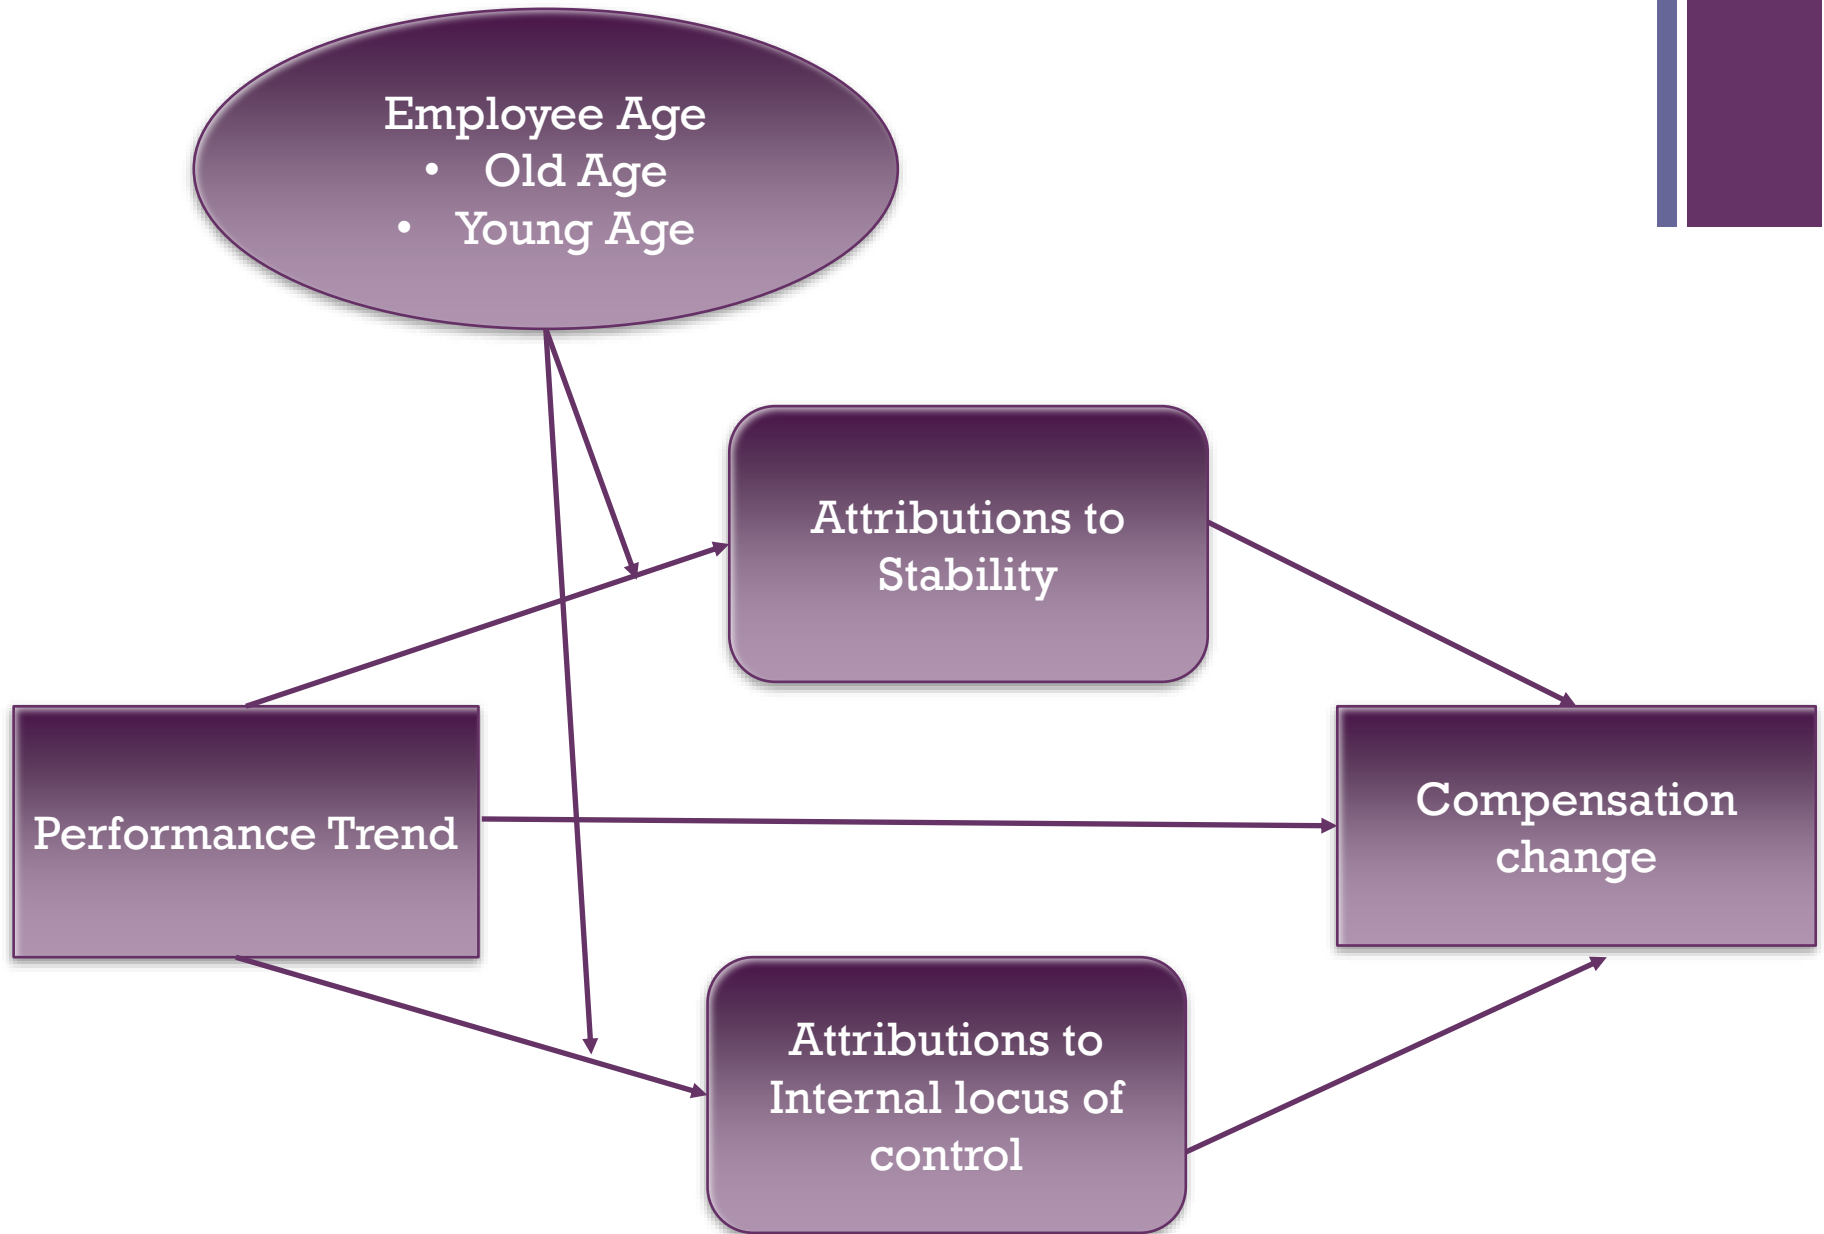 Employee Age
• Old Age
• Young Age
Attributions to
Stability
Performance Trend
Compensation
change
Attributions to
Internal locus of
control